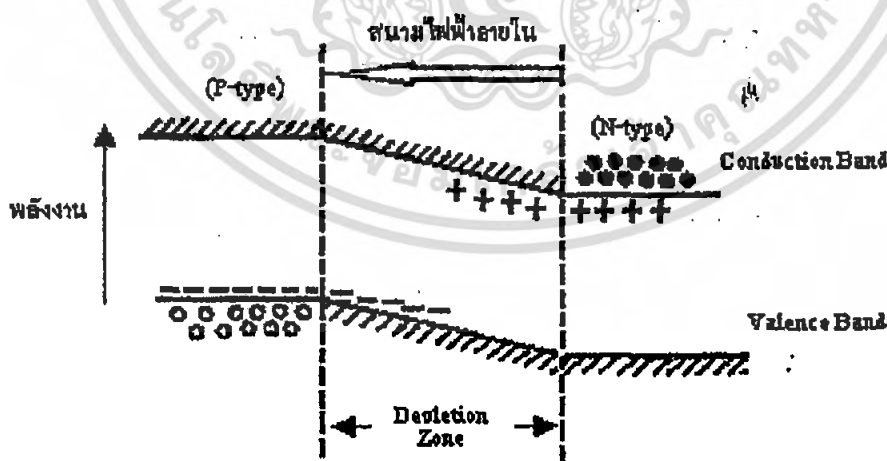 สนามไฟฟ้าภายใน
(P-type)
(N-type)
Conduction Band
พลังงาน
Valence Band
Depletion
Zone